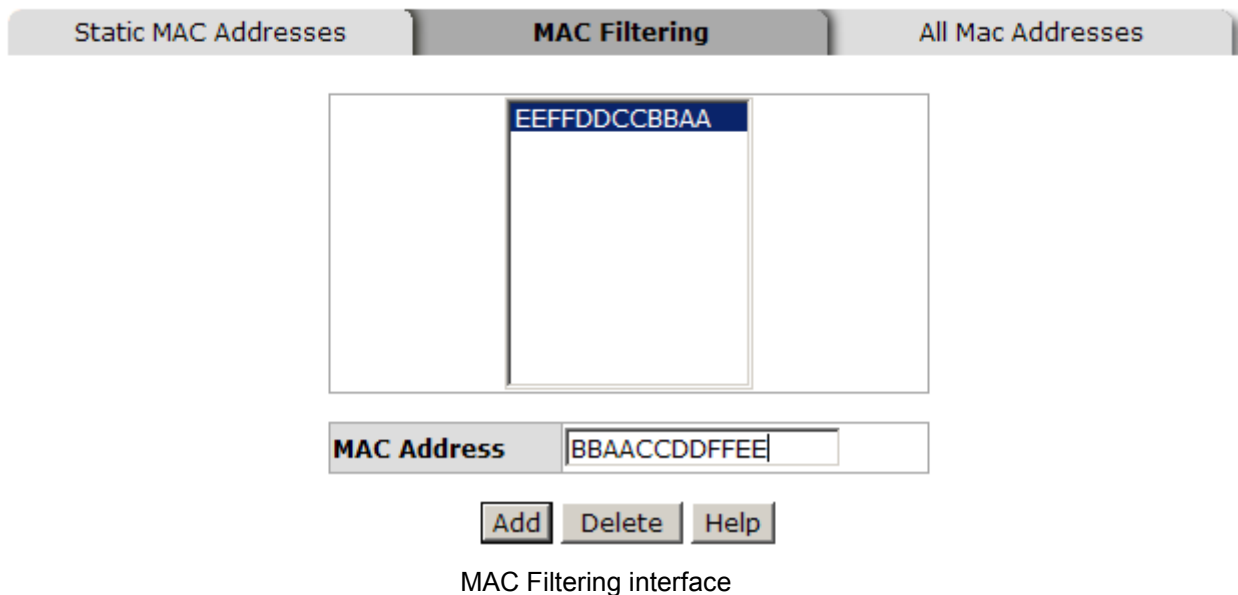 Static MAC Addresses MAC Filtering All Mac Addresses
EEFFDDCCBBAA
MAC Address BBAACCDDFFEE
Add Delete Help
MAC Filtering interface